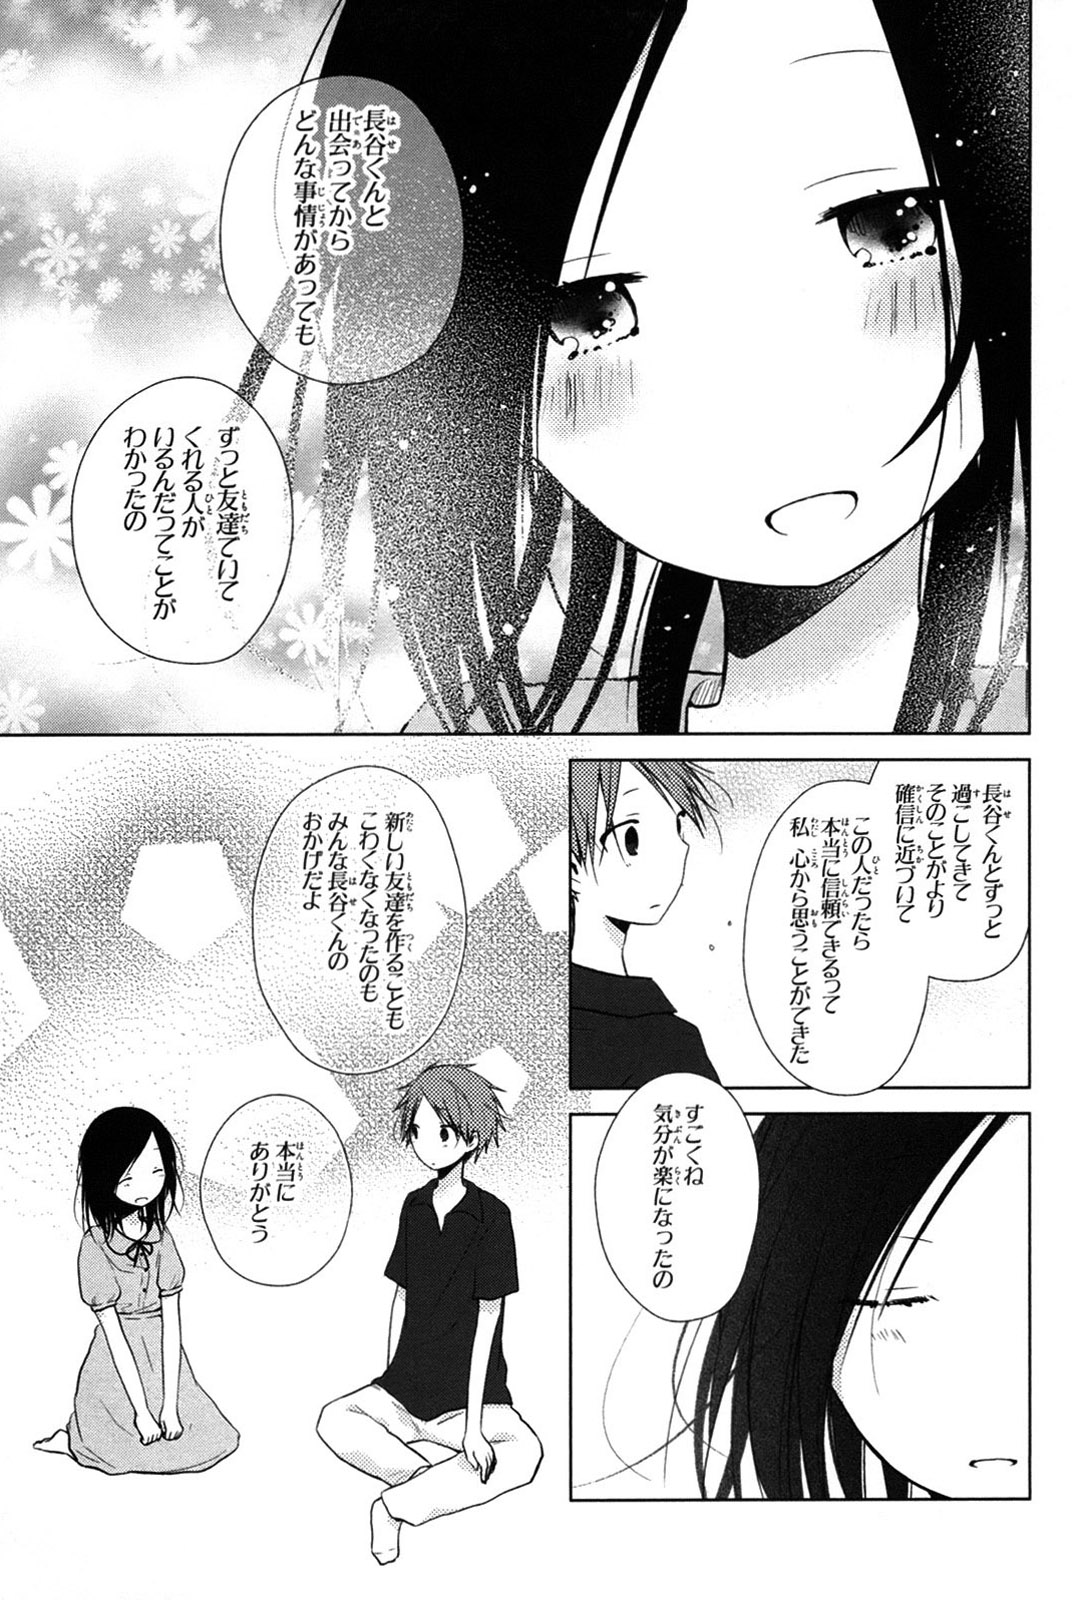 長谷くんと
出会ってから
どんな事情があっても
ずっと友達でいて
くれる人が
いるんだってことが
わかったの
長谷くんとずっと
過ごしてきて
そのことがより
確信に近づいて
この人だったら
本当に信頼できるって
私 心から思うことができた
すごくね
気分が楽になったの
新しい友達を作ることも
こわくなくなったのも
みんな長谷くんの
おかげだよ
本当に
ありがとう